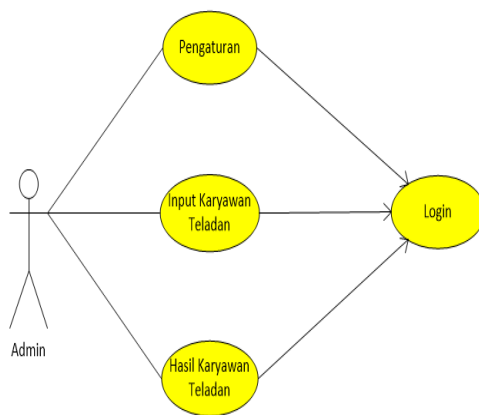 Pengaturan
Input Karyawan
Teladan
Login
Admin
Hasil Karyawan
Teladan